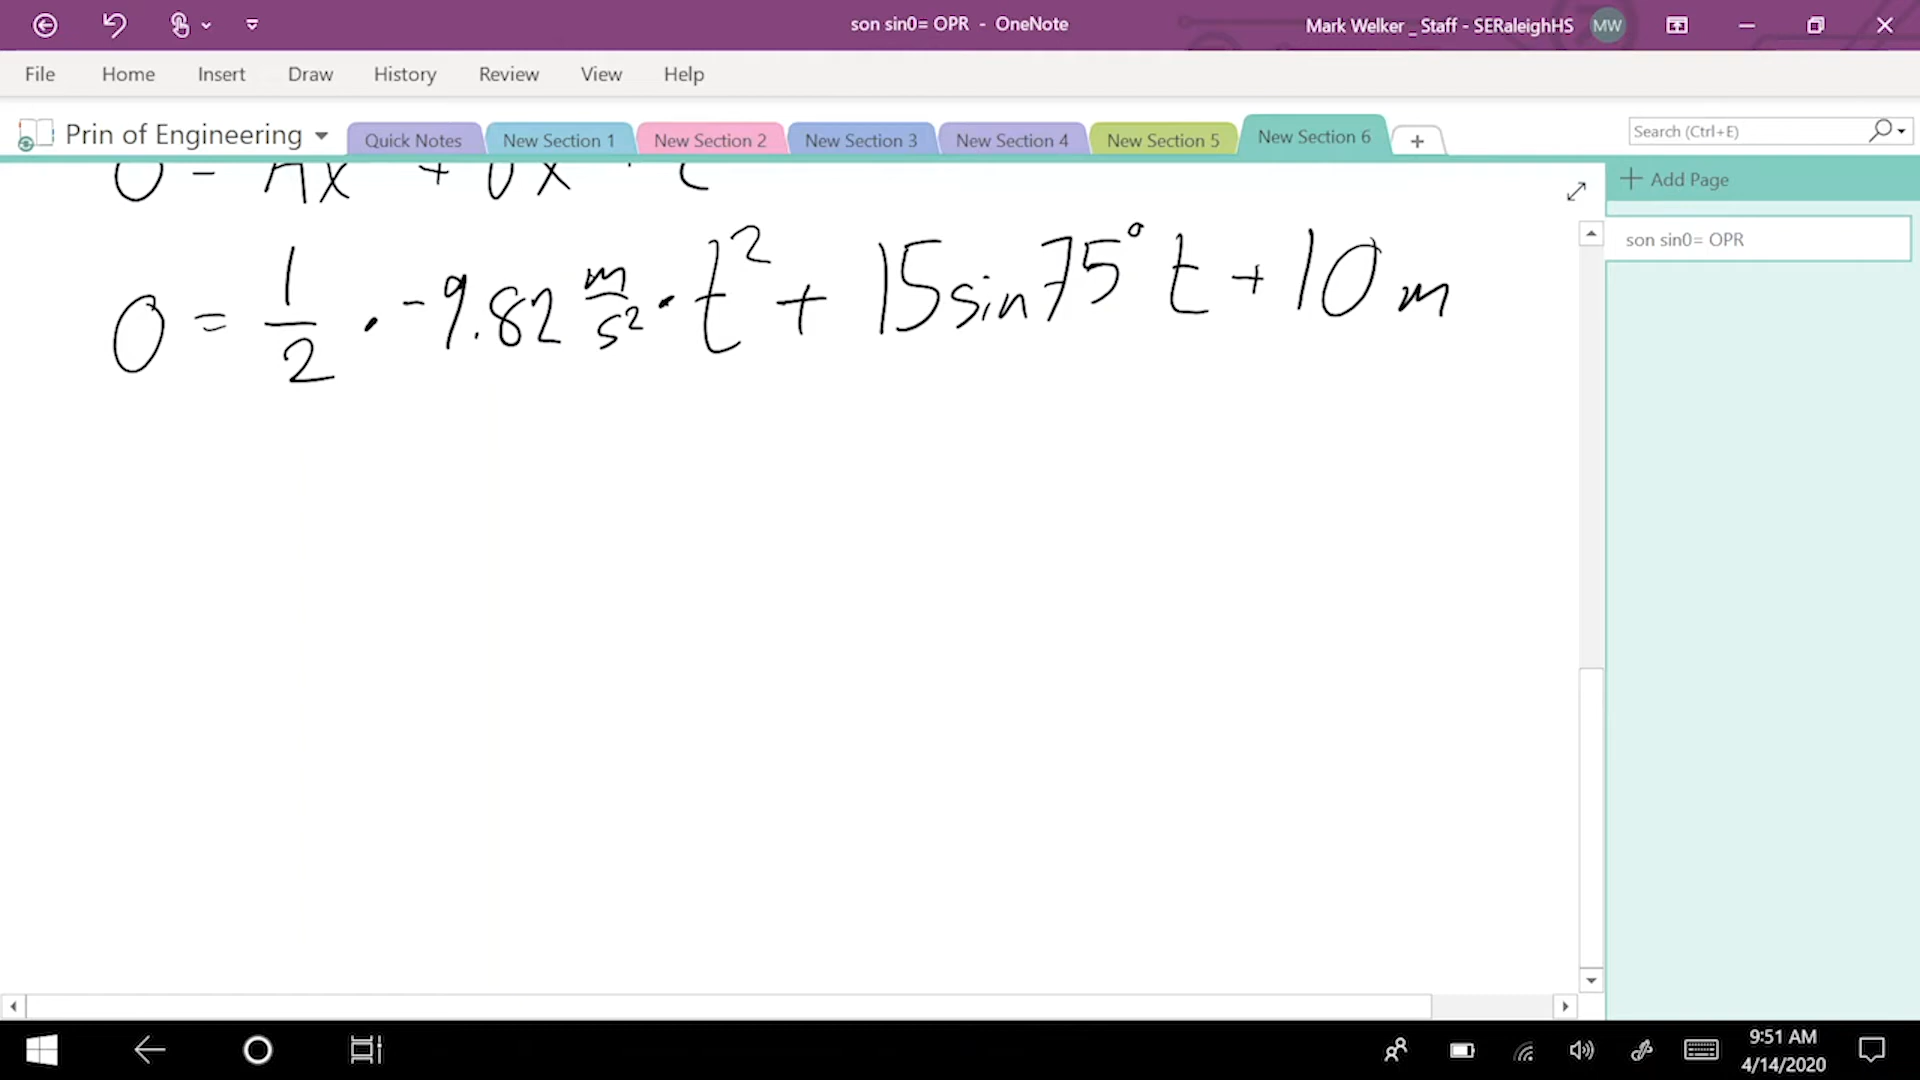 son sin0= OPR - OneNote
Mark Welker _ Staff - SERaleighHS
MW
File Home Insert Draw History Review View Help
Prin of Engineering
Quick Notes New Section 1 New Section 2 New Section 3 New Section 4 New Section 5 New Section 6 +
Search (Ctrl+E)
Add Page
son sin0= OPR
0 = 1/2 · -9.82 m/s² · t² + 15 sin 75° t + 10 m
9:51 AM
4/14/2020